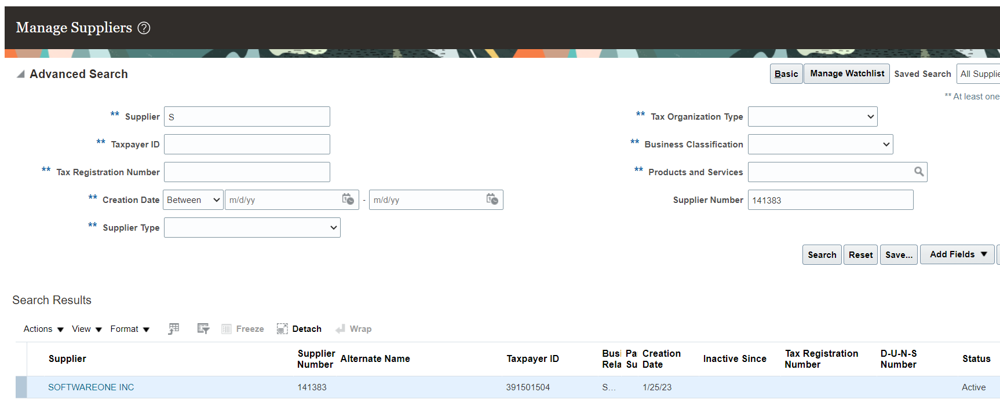 Manage Suppliers ?
Advanced Search
Basic Manage Watchlist Saved Search All Supplie
** At least one
** Supplier S ** Tax Organization Type
** Taxpayer ID ** Business Classification
** Tax Registration Number ** Products and Services
** Creation Date Between m/d/yy - m/d/yy Supplier Number 141383
** Supplier Type
Search Reset Save... Add Fields
Search Results
Actions View Format Freeze Detach Wrap
Supplier Supplier Number Alternate Name Taxpayer ID Busi Rela Pa Su Creation Date Inactive Since Tax Registration Number D-U-N-S Number Status
SOFTWAREONE INC 141383 391501504 S... 1/25/23 Active